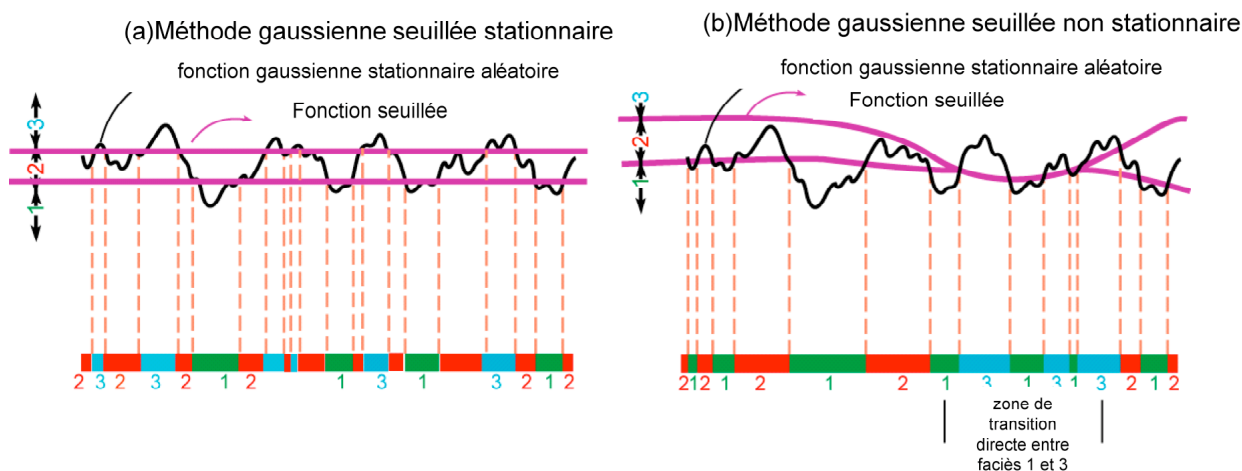 (a)Méthode gaussienne seuillée stationnaire
fonction gaussienne stationnaire aléatoire
Fonction seuillée
3
2
1
2 3 2 3 2 1 2 1 3 1 3 2 1 2
(b)Méthode gaussienne seuillée non stationnaire
fonction gaussienne stationnaire aléatoire
Fonction seuillée
3
2
1
2 1 2 1 2 1 2 1 3 1 3 1 3 2 1 2
zone de
transition
directe entre
faciès 1 et 3